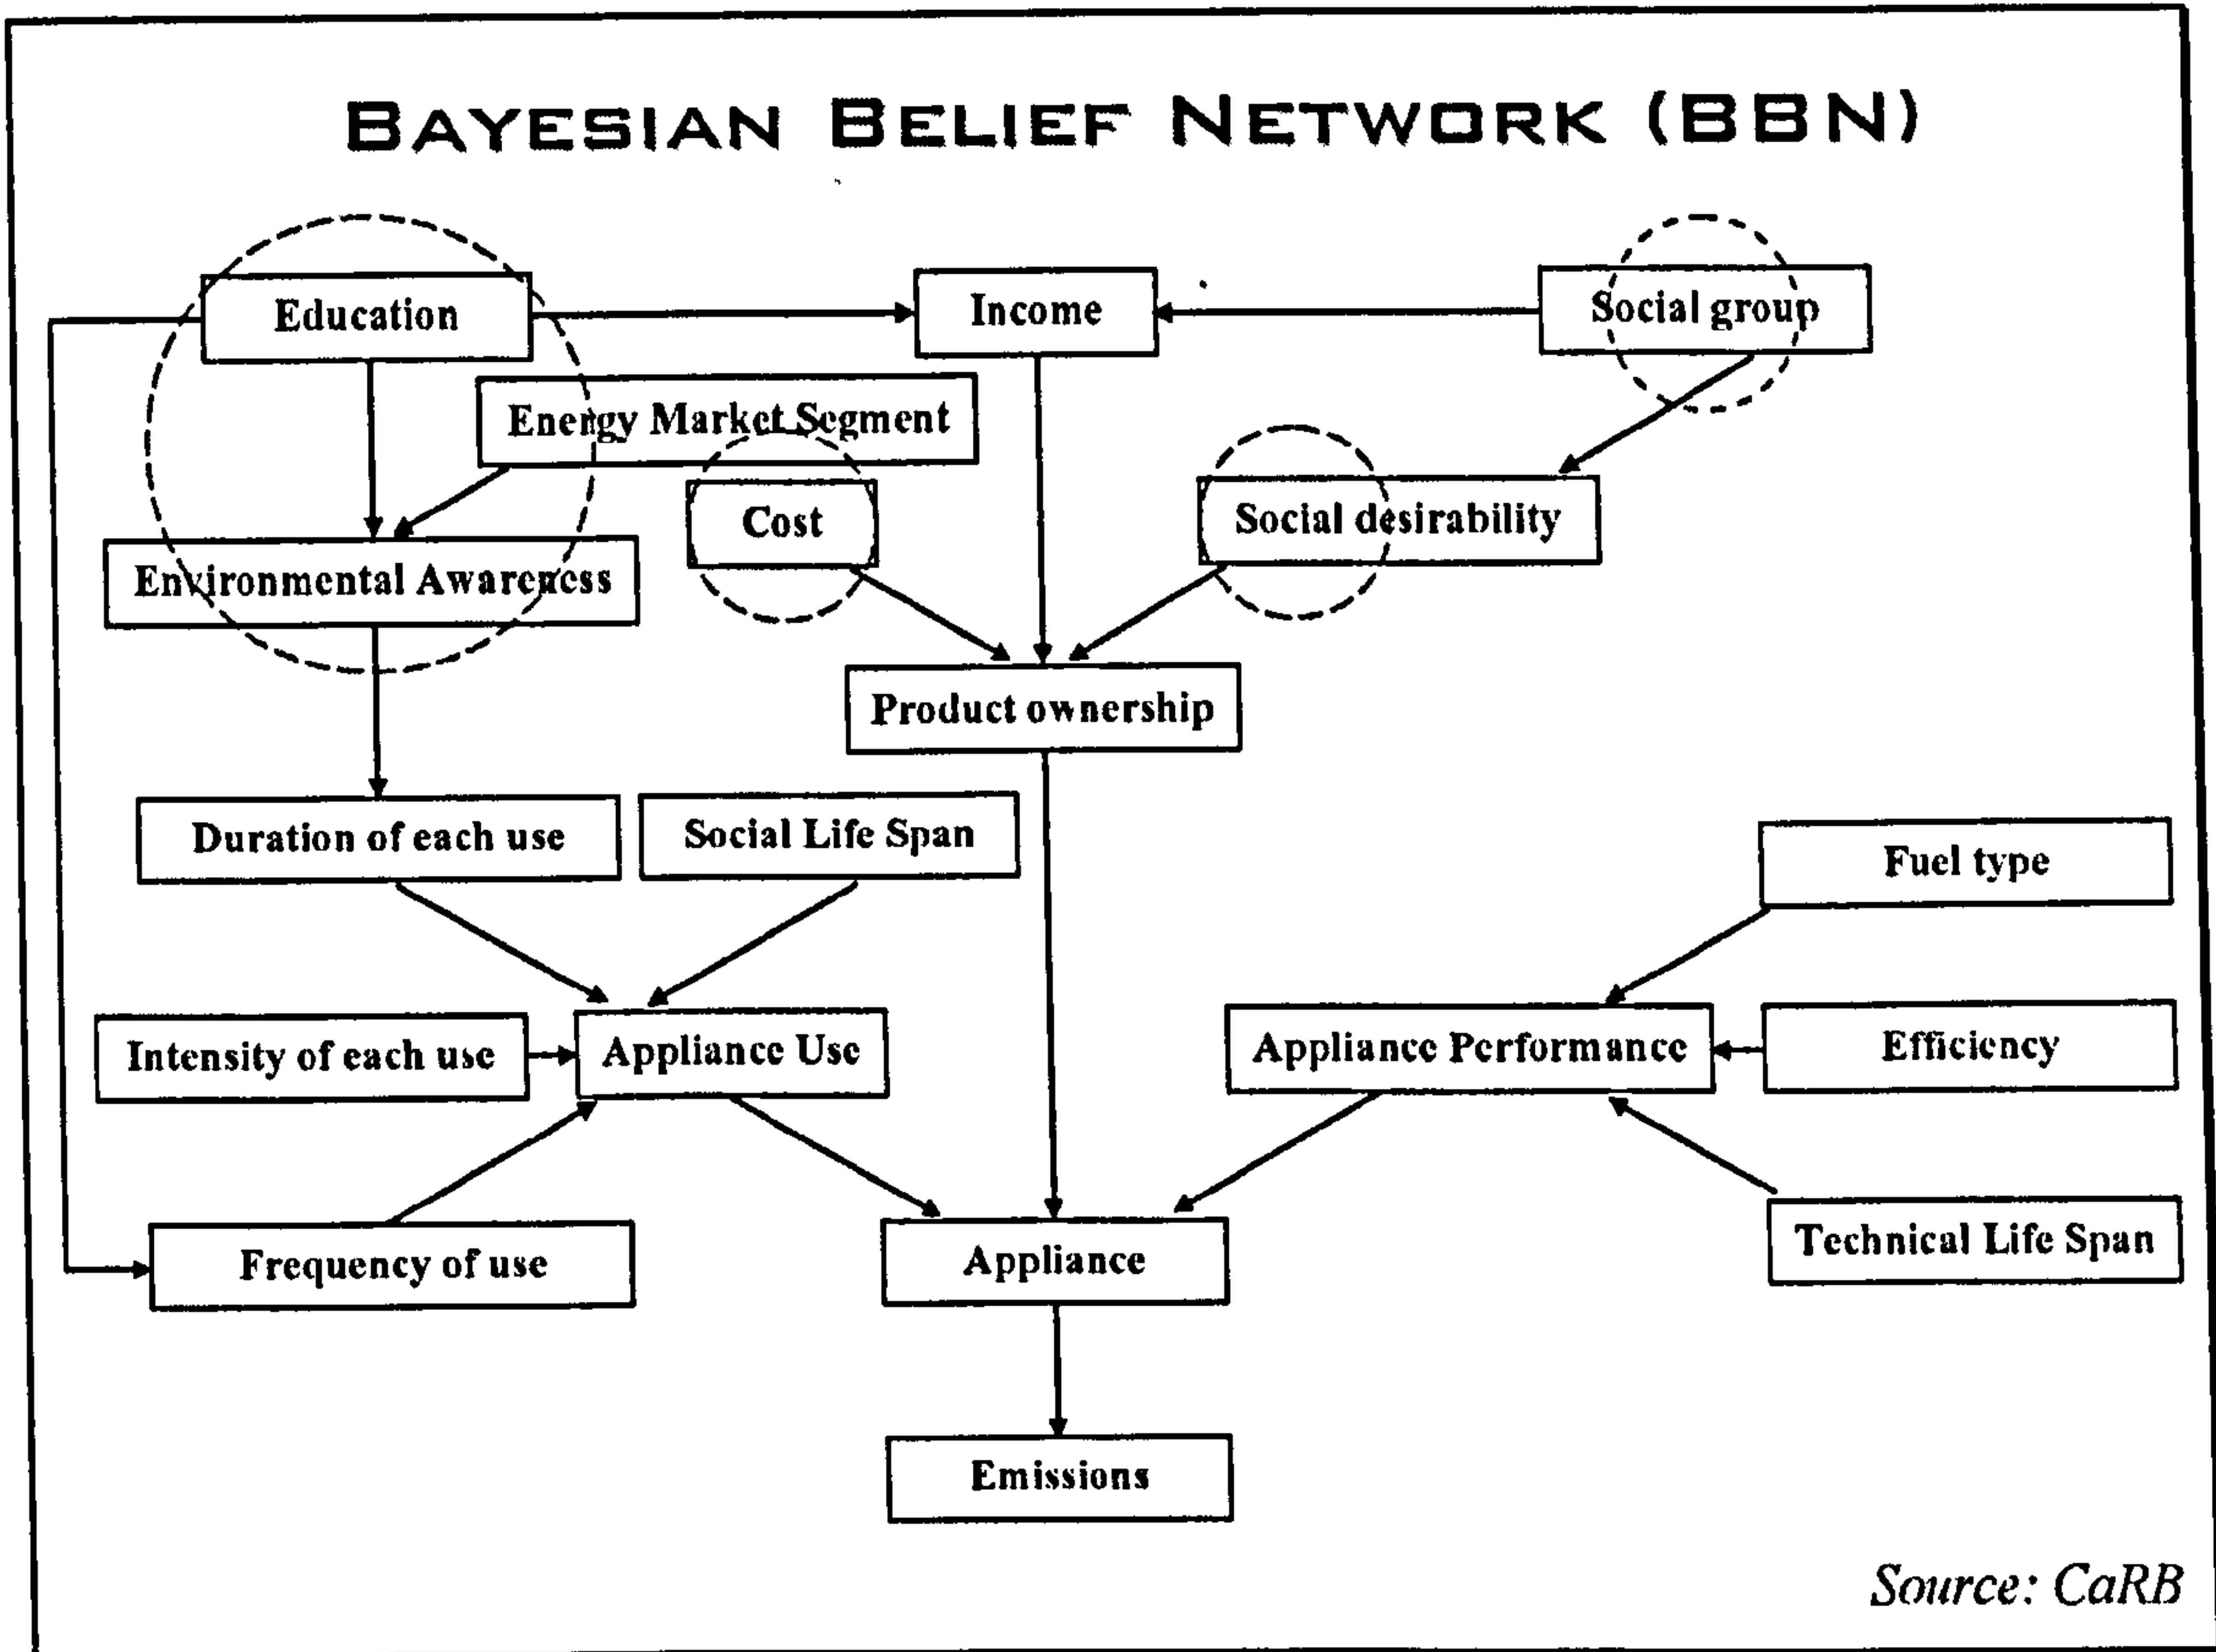 BAYESIAN BELIEF NETWORK (BBN)
Education
Income
Social group
Energy Market Segment
Cost
Social desirability
Environmental Awareness
Product ownership
Duration of each use
Social Life Span
Fuel type
Intensity of each use
Appliance Use
Appliance Performance
Efficiency
Frequency of use
Appliance
Technical Life Span
Emissions
Source: CaRB